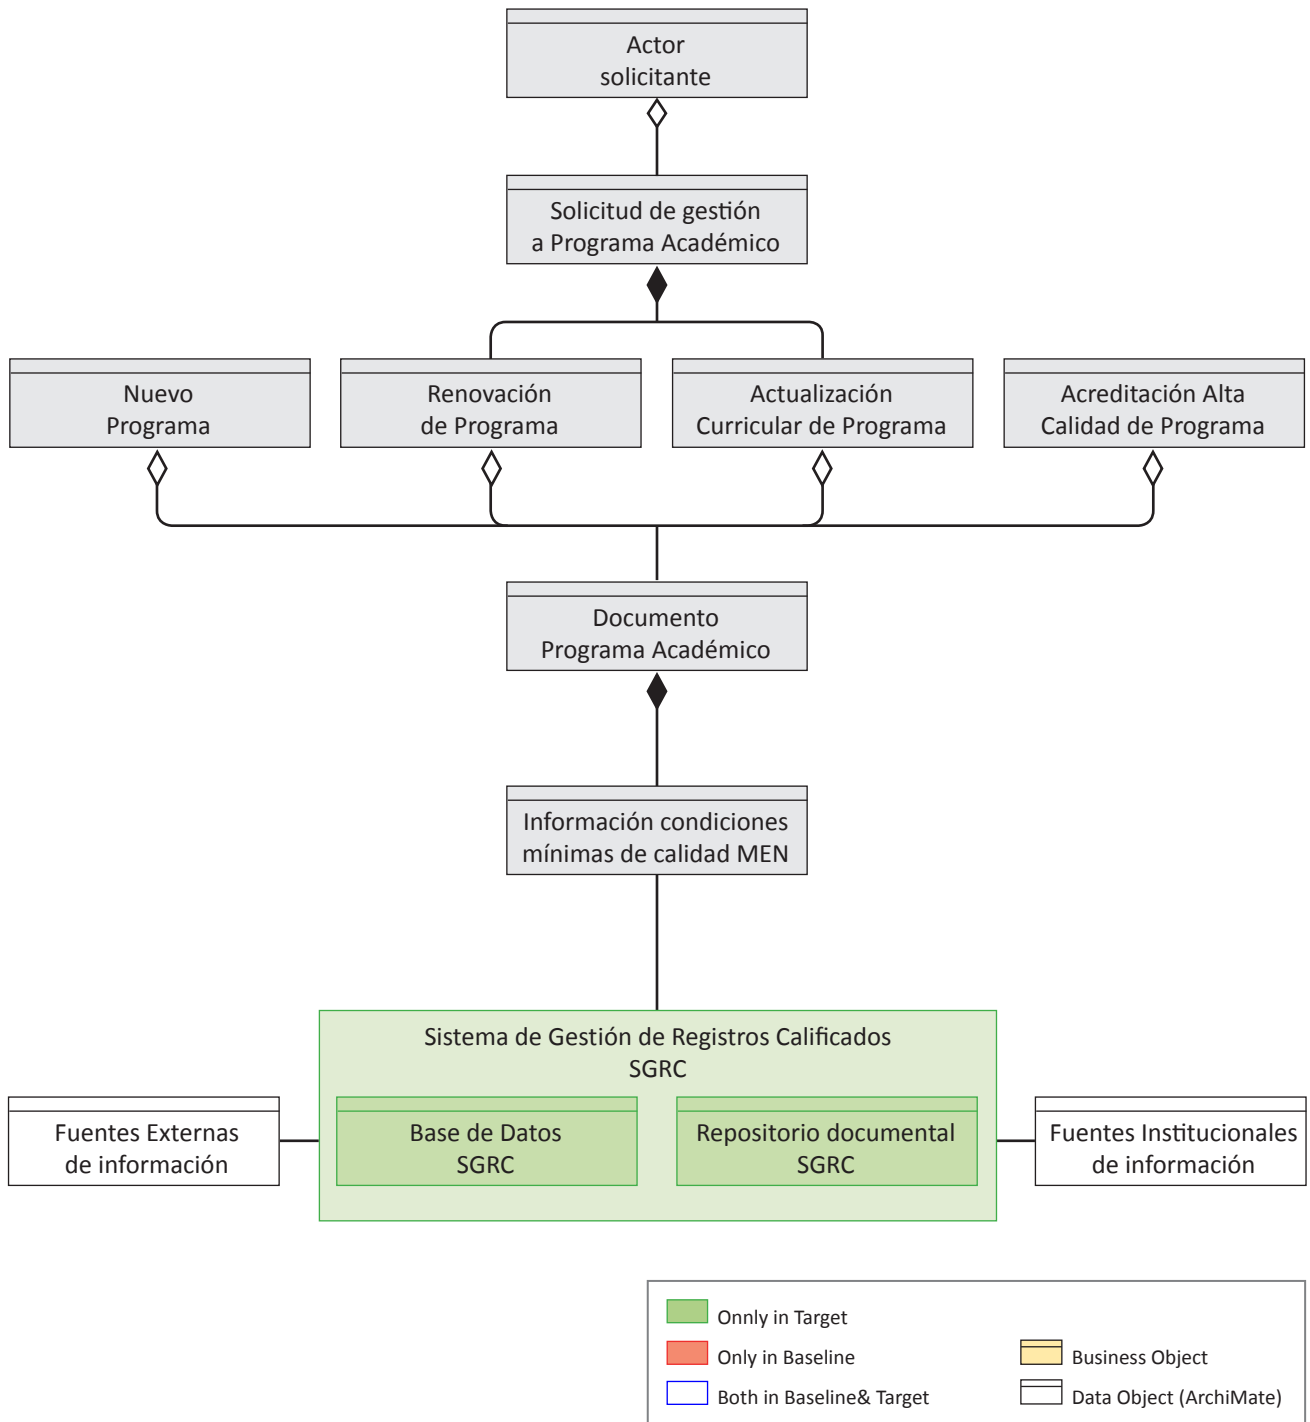 Actor
solicitante
Solicitud de gestión
a Programa Académico
Nuevo
Programa
Renovación
de Programa
Actualización
Curricular de Programa
Acreditación Alta
Calidad de Programa
Documento
Programa Académico
Información condiciones
mínimas de calidad MEN
Sistema de Gestión de Registros Calificados
SGRC
Fuentes Externas
de información
Base de Datos
SGRC
Repositorio documental
SGRC
Fuentes Institucionales
de información
Onnly in Target
Only in Baseline
Business Object
Both in Baseline& Target
Data Object (ArchiMate)